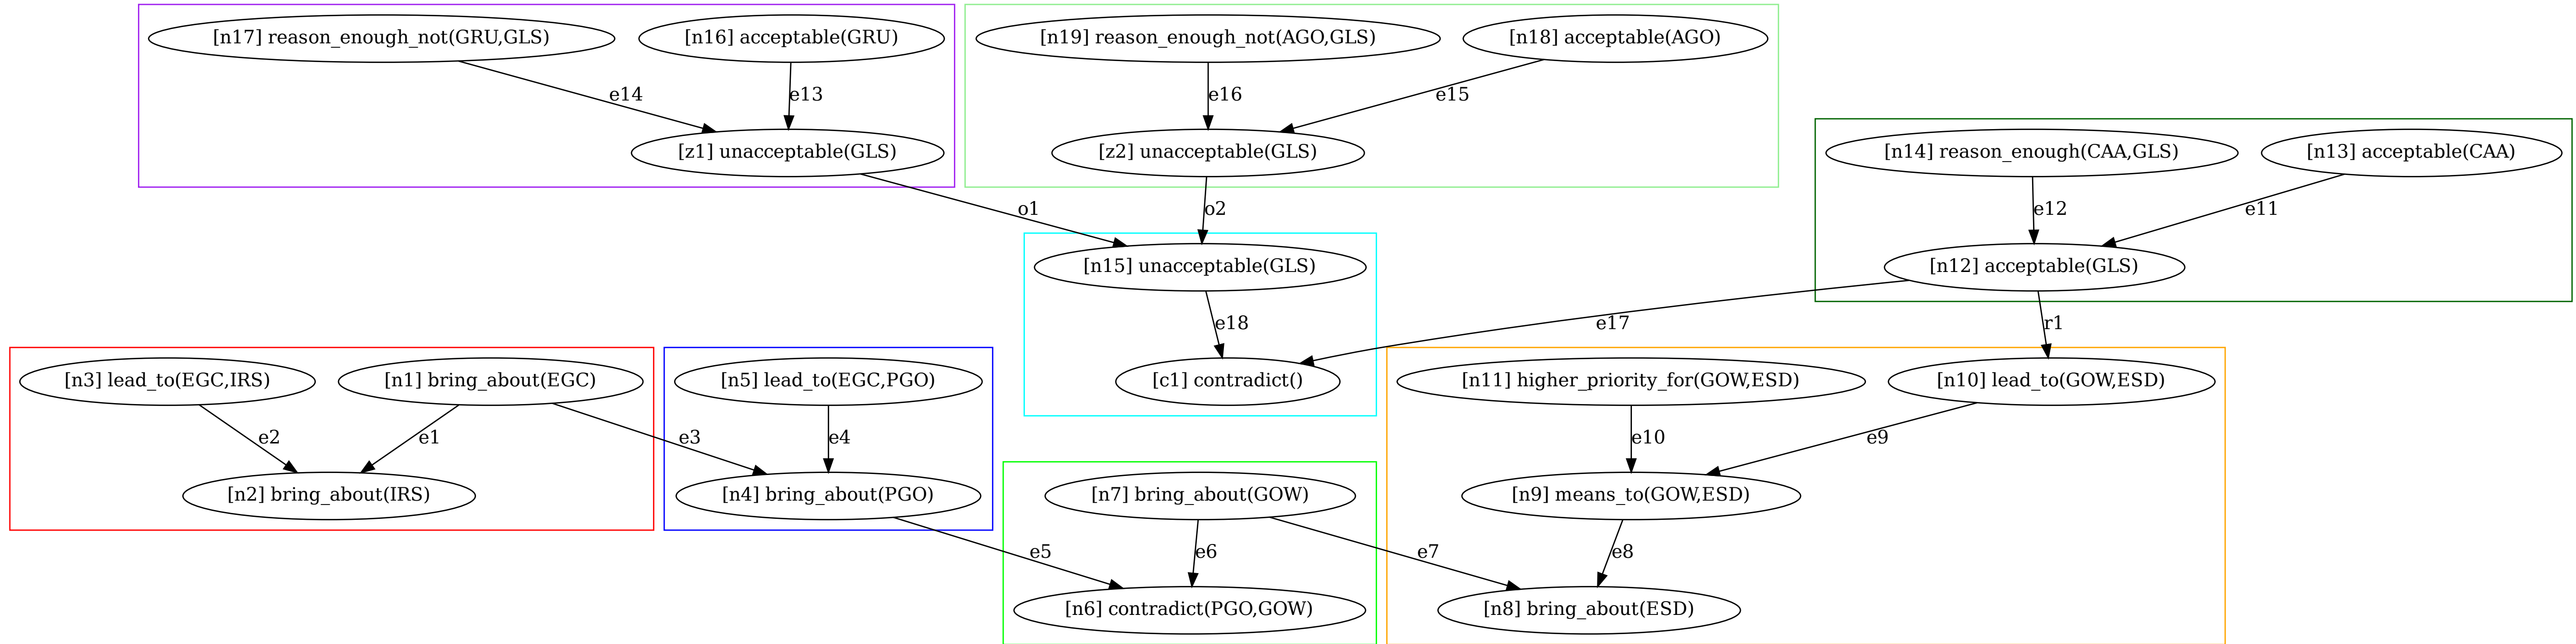 [n17] reason_enough_not(GRU,GLS)
[n16] acceptable(GRU)
[n19] reason_enough_not(AGO,GLS)
[n18] acceptable(AGO)
e14
e13
e16
e15
[z1] unacceptable(GLS)
[z2] unacceptable(GLS)
[n14] reason_enough(CAA,GLS)
[n13] acceptable(CAA)
o1
o2
e12
e11
[n15] unacceptable(GLS)
[n12] acceptable(GLS)
e18
e17
r1
[n3] lead_to(EGC,IRS)
[n1] bring_about(EGC)
[n5] lead_to(EGC,PGO)
[c1] contradict()
[n11] higher_priority_for(GOW,ESD)
[n10] lead_to(GOW,ESD)
e2
e1
e3
e4
e10
e9
[n2] bring_about(IRS)
[n4] bring_about(PGO)
[n7] bring_about(GOW)
[n9] means_to(GOW,ESD)
e5
e6
e7
e8
[n6] contradict(PGO,GOW)
[n8] bring_about(ESD)